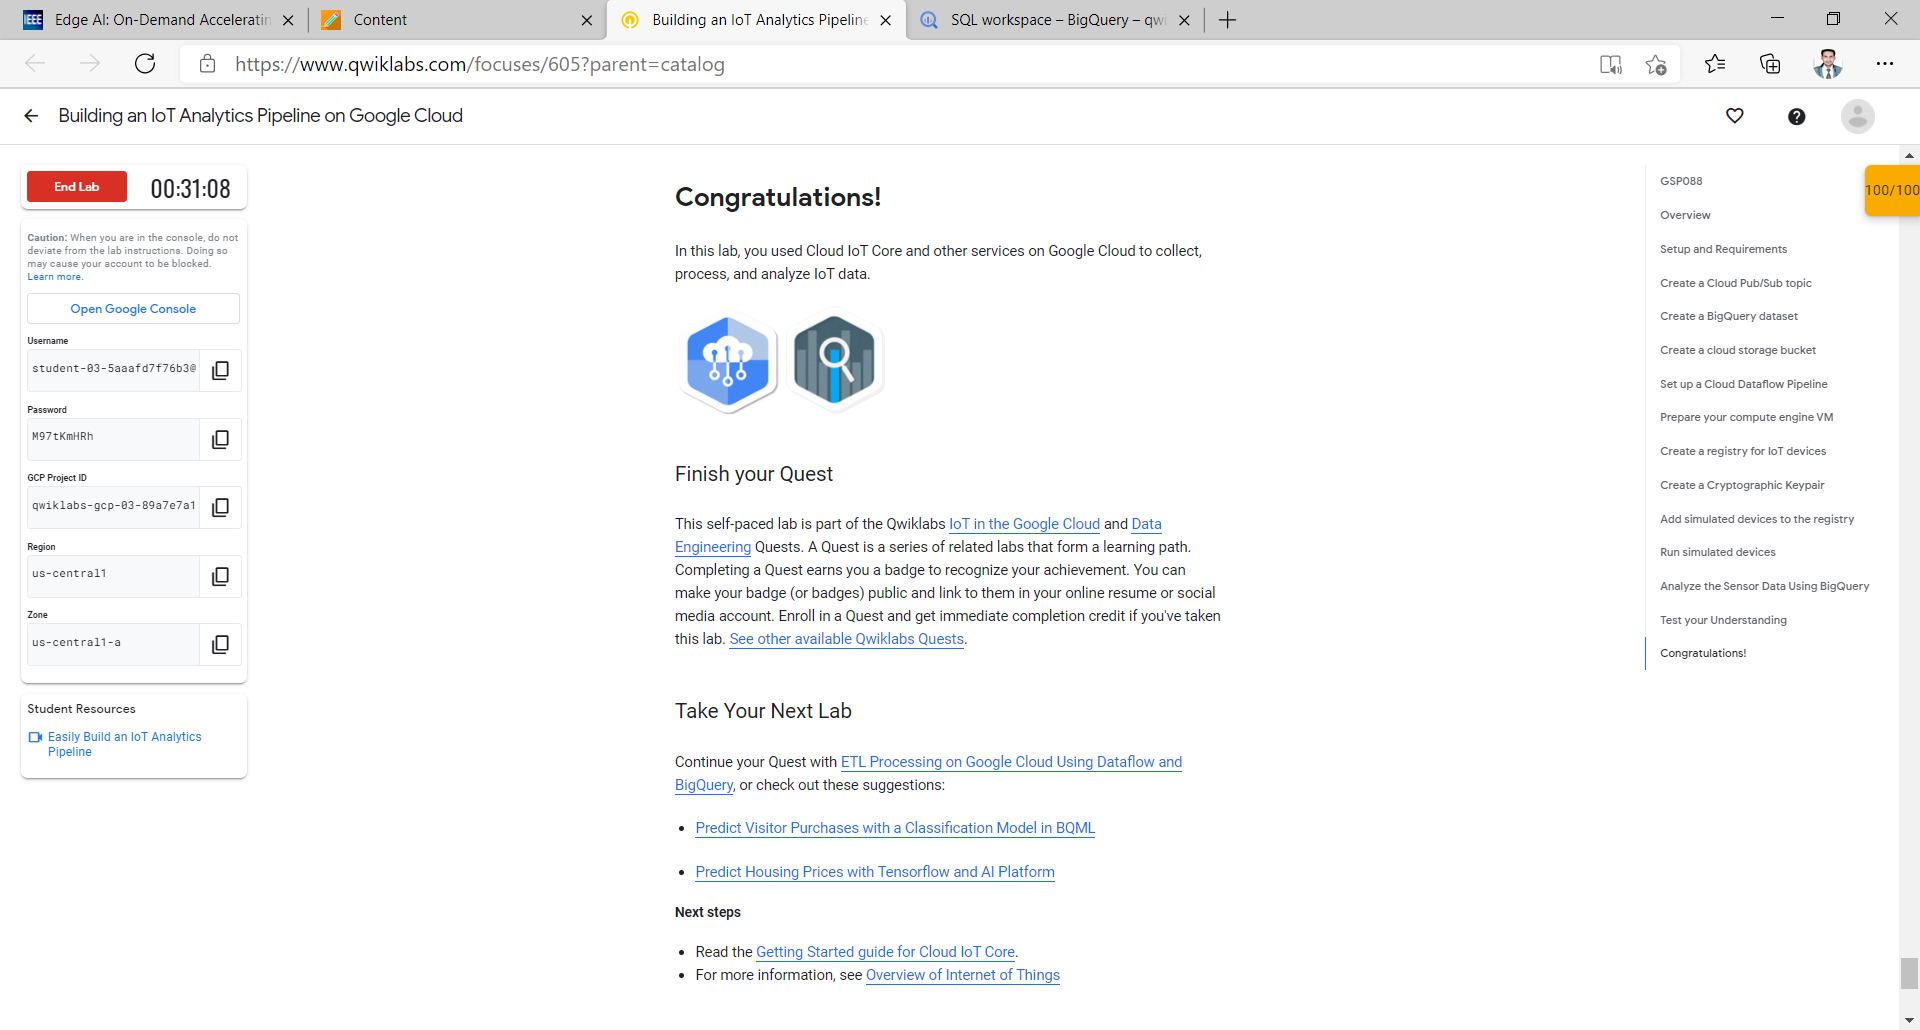 IEEE
Edge AI: On-Demand Acceleratin
Content
Building an IoT Analytics Pipeline
SQL workspace – BigQuery – qwi
https://www.qwiklabs.com/focuses/605?parent=catalog
Building an IoT Analytics Pipeline on Google Cloud
End Lab
00:31:08
Caution: When you are in the console, do not
deviate from the lab instructions. Doing so
may cause your account to be blocked.
Learn more.
Open Google Console
Username
student-03-5aaafd7f76b3@
Password
M97tKmHRh
GCP Project ID
qwiklabs-gcp-03-89a7e7a1
Region
us-central1
Zone
us-central1-a
Student Resources
Easily Build an IoT Analytics
Pipeline
Congratulations!
In this lab, you used Cloud IoT Core and other services on Google Cloud to collect,
process, and analyze IoT data.
Finish your Quest
This self-paced lab is part of the Qwiklabs IoT in the Google Cloud and Data
Engineering Quests. A Quest is a series of related labs that form a learning path.
Completing a Quest earns you a badge to recognize your achievement. You can
make your badge (or badges) public and link to them in your online resume or social
media account. Enroll in a Quest and get immediate completion credit if you've taken
this lab. See other available Qwiklabs Quests.
Take Your Next Lab
Continue your Quest with ETL Processing on Google Cloud Using Dataflow and
BigQuery, or check out these suggestions:
• Predict Visitor Purchases with a Classification Model in BQML
• Predict Housing Prices with Tensorflow and AI Platform
Next steps
• Read the Getting Started guide for Cloud IoT Core.
• For more information, see Overview of Internet of Things
GSP088
Overview
Setup and Requirements
Create a Cloud Pub/Sub topic
Create a BigQuery dataset
Create a cloud storage bucket
Set up a Cloud Dataflow Pipeline
Prepare your compute engine VM
Create a registry for IoT devices
Create a Cryptographic Keypair
Add simulated devices to the registry
Run simulated devices
Analyze the Sensor Data Using BigQuery
Test your Understanding
Congratulations!
100/100